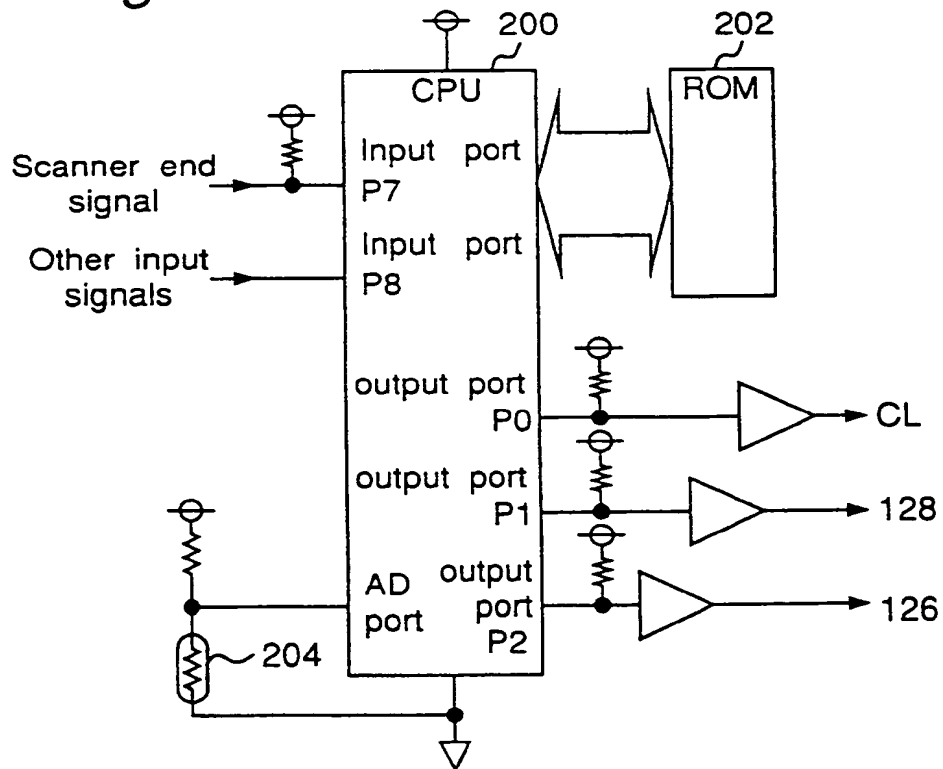 g
200
202
CPU
ROM
Input port
P7
Scanner end
signal
Input port
P8
Other input
signals
output port
P0
CL
output port
P1
128
AD
port
output
port
P2
126
204